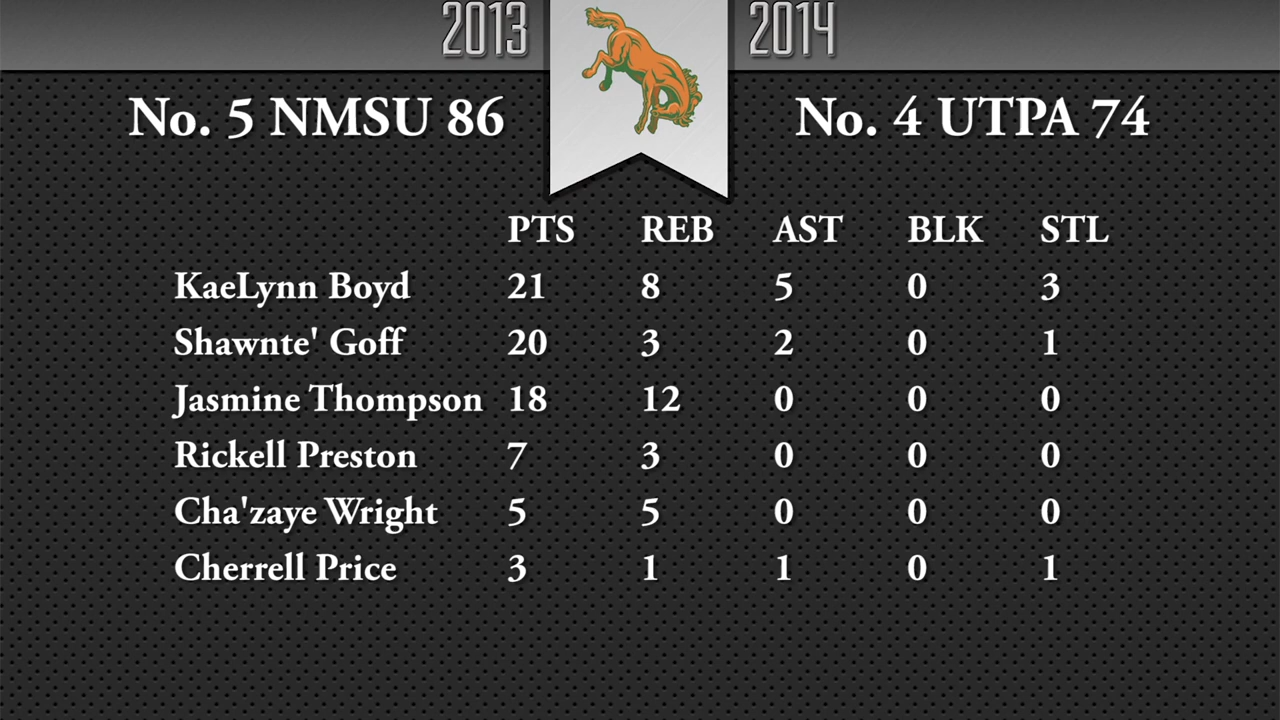 2013 2014
No. 5 NMSU 86 No. 4 UTPA 74
PTS REB AST BLK STL
KaeLynn Boyd 21 8 5 0 3
Shawnte' Goff 20 3 2 0 1
Jasmine Thompson 18 12 0 0 0
Rickell Preston 7 3 0 0 0
Cha'zaye Wright 5 5 0 0 0
Cherrell Price 3 1 1 0 1